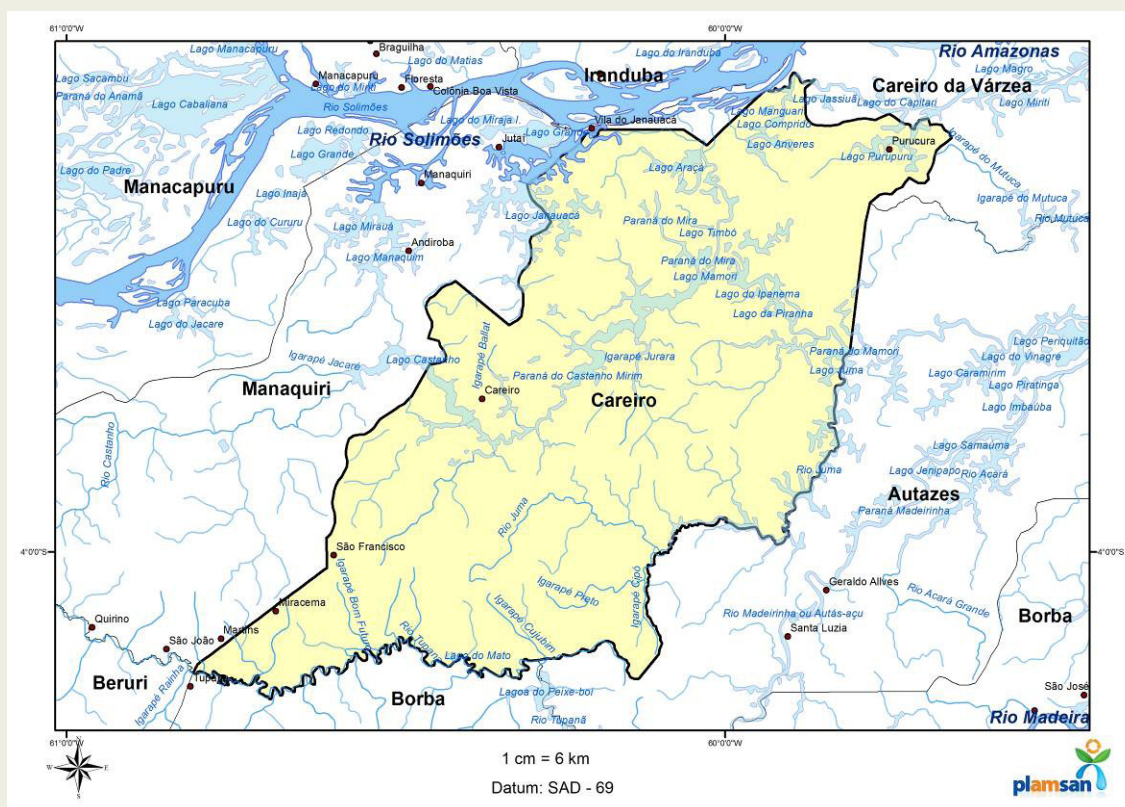 61°0'0"W
60°0'0"W
Rio Amazonas
Lago Manacapuru
Braguilha
Lago do Matias
Lago do Iranduba
Lago Magro
Lago Sacambu
Manacapuru
Lago do Miriti
Floresta
Colônia Boa Vista
Iranduba
Careiro da Várzea
Paraná do Anamã
Lago Cabaliana
Rio Solimões
Lago Jassiuã
Lago do Capitari
Lago Miriti
Lago Manguari
Lago Redondo
Lago do Miraja I.
Vila do Janauacá
Lago Comprido
Rio Solimões
Jutaí
Lago Grande
Lago Anveres
Purucura
Igarapé do Mutuca
Lago Grande
Lago Purupuru
Lago do Padre
Lago Araçá
Manacapuru
Manaquiri
Lago Inajá
Igarapé do Mutuca
Lago do Cururu
Lago Mirauã
Lago Janauacá
Paraná do Mira
Rio Mutuca
Lago Timbó
Andiroba
Lago Manaquim
Paraná do Mira
Lago Mamori
Lago Paracuba
Lago do Ipanema
Lago do Jacare
Lago da Piranha
Igarapé Ballat
Lago Periquitão
Igarapé Jacaré
Lago Castanho
Igarapé Jurara
Paraná do Mamori
Lago do Vinagre
Lago Juma
Lago Caramirim
Manaquiri
Paraná do Castanho Mirim
Lago Piratinga
Careiro
Careiro
Lago Imbaúba
Rio Castanho
Lago Samaúma
Rio Juma
Lago Jenipapo
Rio Acará
Autazes
Rio Juma
Paraná Madeirinha
4°0'0"S
São Francisco
4°0'0"S
Igarapé Bom Futuro
Igarapé Preto
Igarapé Cipó
Geraldo Allves
Rio Acará Grande
Miracema
Igarapé Cujubim
Rio Madeirinha ou Autás-açu
Borba
Quirino
Martins
Santa Luzia
São João
Lago do Mato
Beruri
Igarapé Rainha
Borba
Lagoa do Peixe-boi
São José
Rio Tupanã
Rio Madeira
61°0'0"W
60°0'0"W
N
W
E
S
1 cm = 6 km
Datum: SAD - 69
plamsan